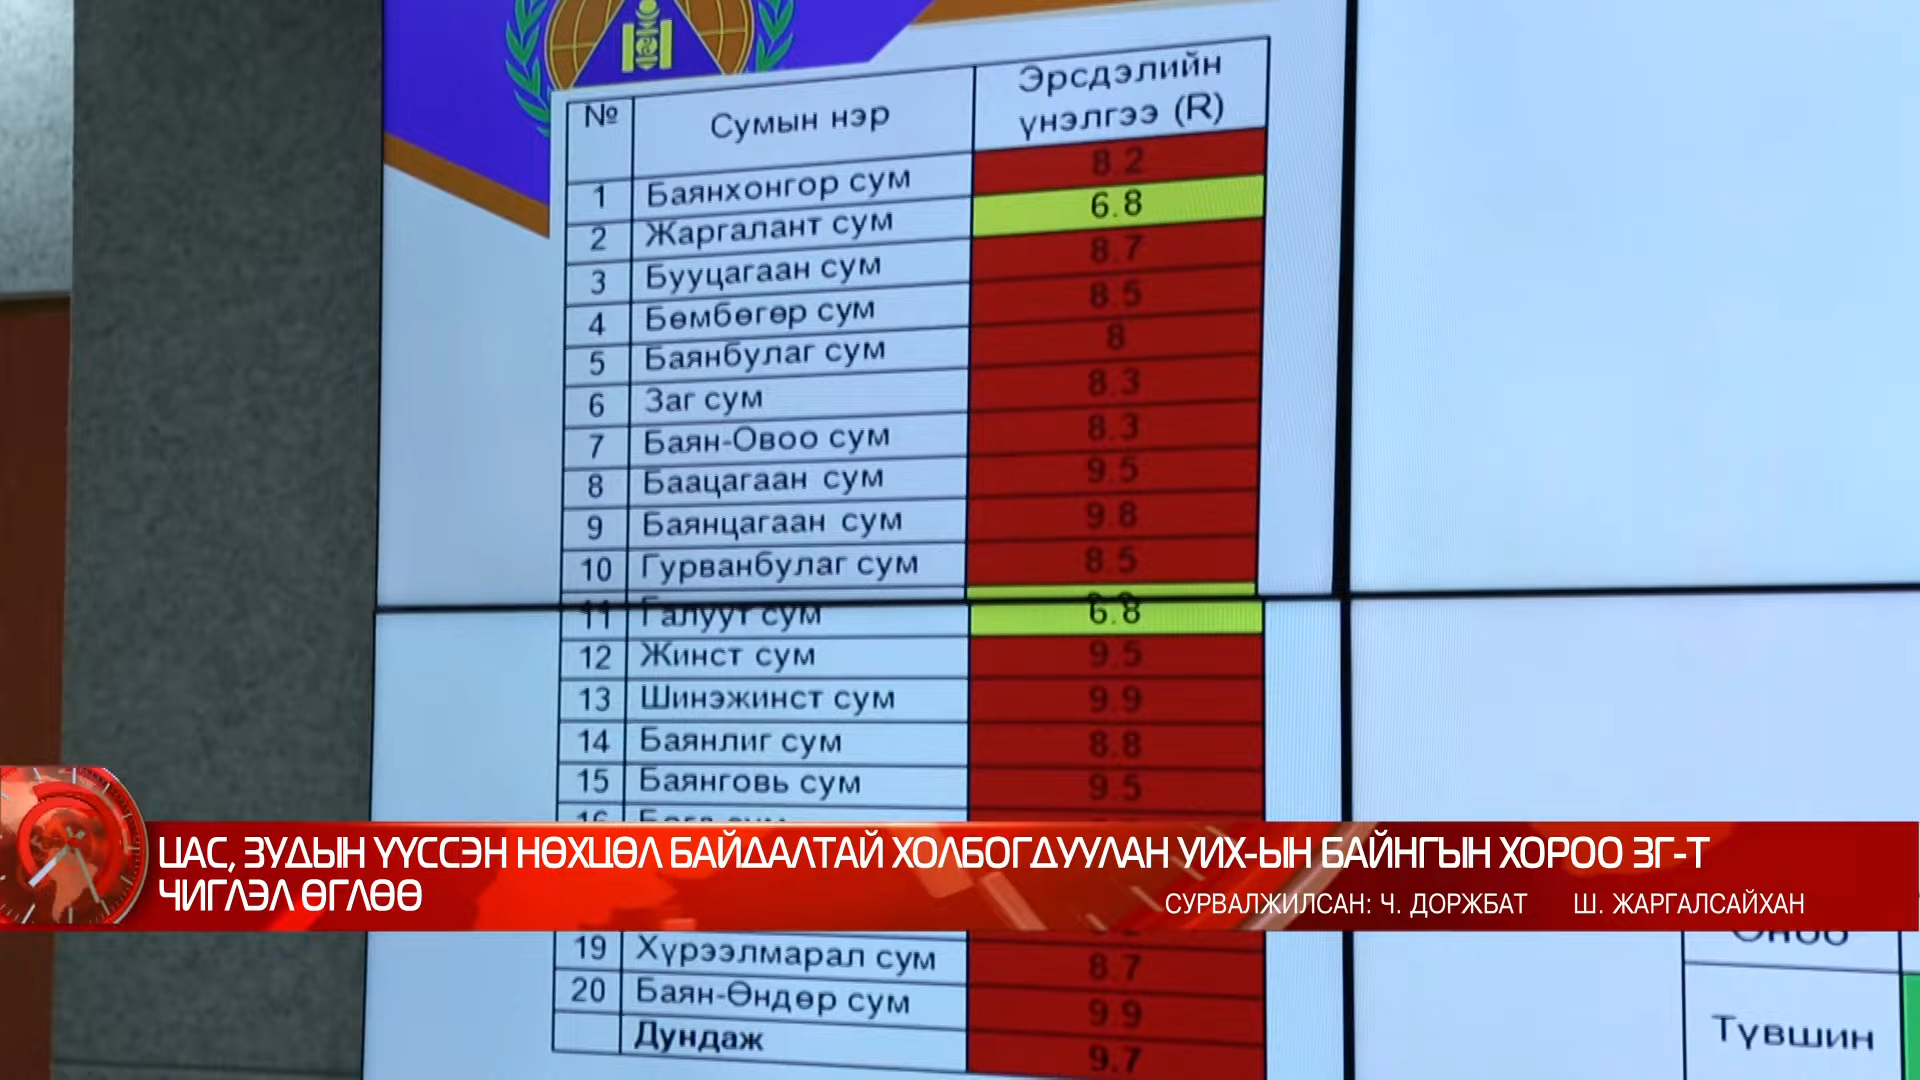 № Сумын нэр Эрсдэлийн
үнэлгээ (R)
1 Баянхонгор сум 8.2
2 Жаргалант сум 6.8
3 Бууцагаан сум 8.7
4 Бөмбөгөр сум 8.5
5 Баянбулаг сум 8
6 Заг сум 8.3
7 Баян-Овоо сум 8.3
8 Баацагаан сум 9.5
9 Баянцагаан сум 9.8
10 Гурванбулаг сум 8.5
11 Галуут сум 6.8
12 Жинст сум 9.5
13 Шинэжинст сум 9.9
14 Баянлиг сум 8.8
15 Баянговь сум 9.5
16 Богд сум
ЦАС, ЗУДЫН ҮҮССЭН НӨХЦӨЛ БАЙДАЛТАЙ ХОЛБОГДУУЛАН УИХ-ЫН БАЙНГЫН ХОРОО ЗГ-Т
ЧИГЛЭЛ ӨГЛӨӨ
СУРВАЛЖИЛСАН: Ч. ДОРЖБАТ Ш. ЖАРГАЛСАЙХАН
19 Хүрээлмарал сум 8.7
20 Баян-Өндөр сум 9.9
Дундаж 9.7
Оноо
Түвшин